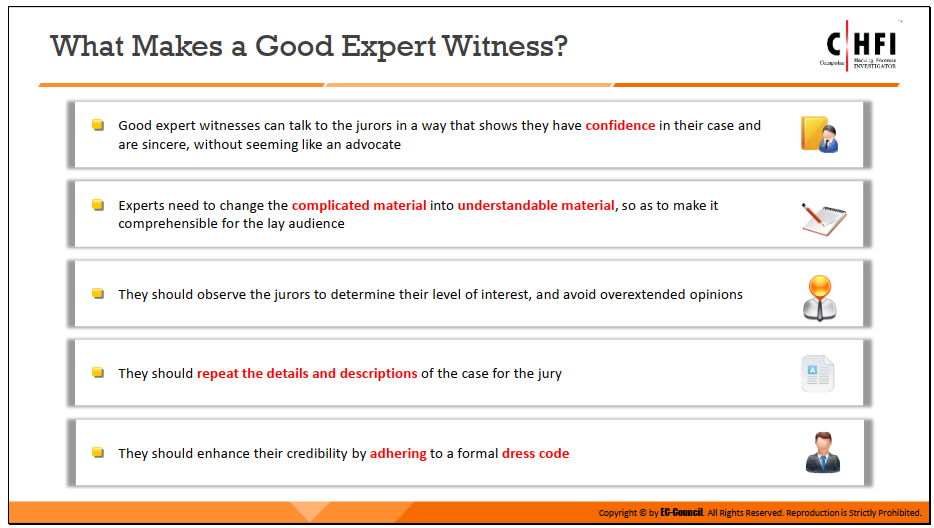 What Makes a Good Expert Witness?
CHFI
Computer Hacking Forensic
INVESTIGATOR
Good expert witnesses can talk to the jurors in a way that shows they have confidence in their case and
are sincere, without seeming like an advocate
Experts need to change the complicated material into understandable material, so as to make it
comprehensible for the lay audience
They should observe the jurors to determine their level of interest, and avoid overextended opinions
They should repeat the details and descriptions of the case for the jury
They should enhance their credibility by adhering to a formal dress code
Copyright © by EC-Council. All Rights Reserved. Reproduction is Strictly Prohibited.